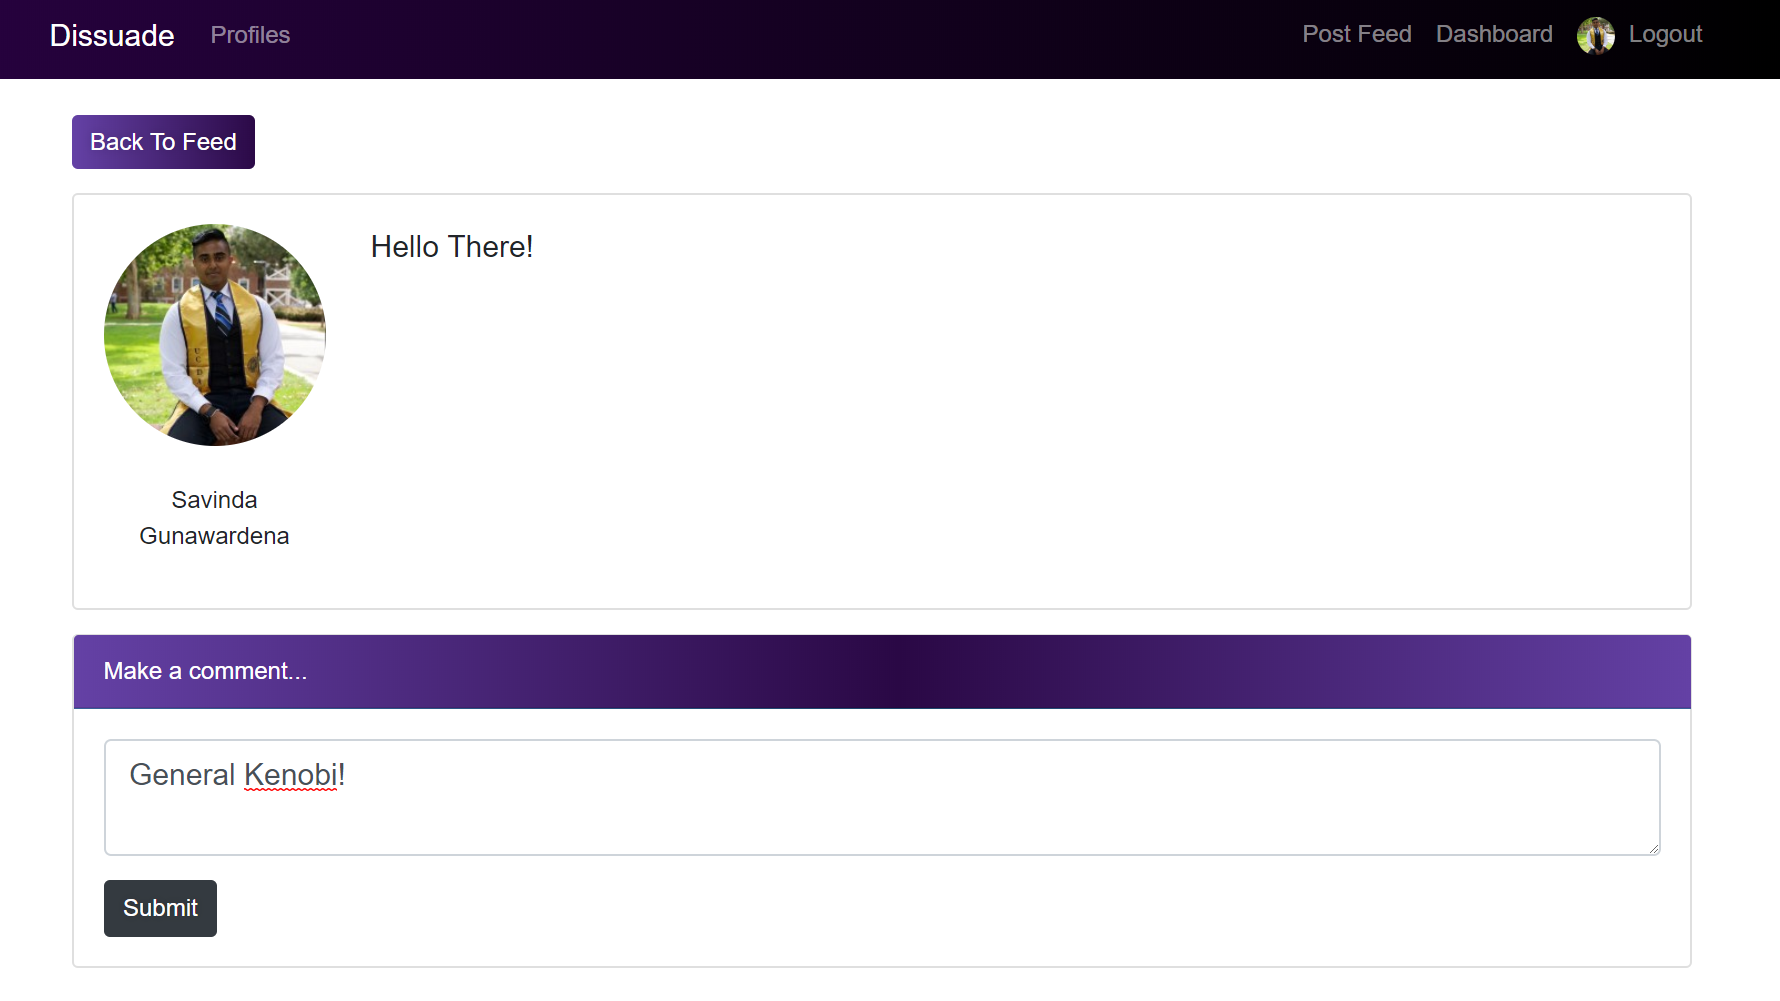 Dissuade Profiles Post Feed Dashboard Logout
Back To Feed
Hello There!
Savinda
Gunawardena
Make a comment...
General Kenobi!
Submit